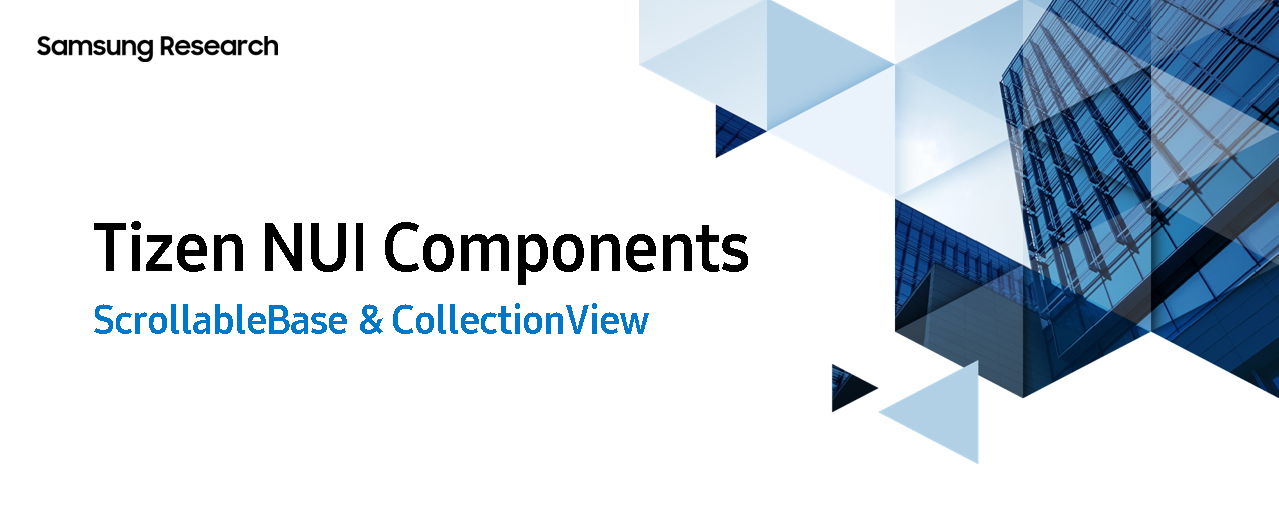 Samsung Research
Tizen NUI Components
ScrollableBase & CollectionView